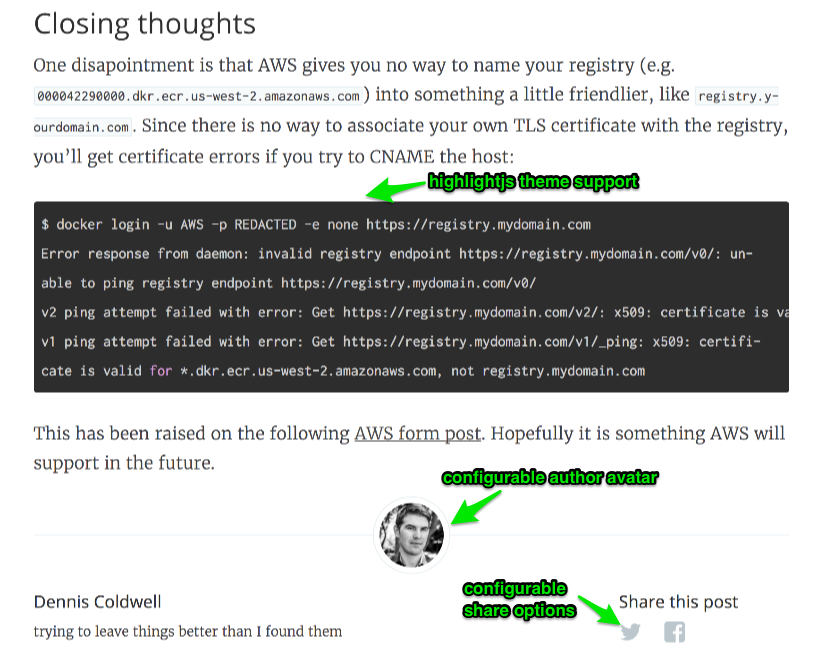 Closing thoughts
One disapointment is that AWS gives you no way to name your registry (e.g.
000042290000.dkr.ecr.us-west-2.amazonaws.com) into something a little friendlier, like registry.y-
ourdomain.com. Since there is no way to associate your own TLS certificate with the registry,
you'll get certificate errors if you try to CNAME the host:
highlightjs theme support
$ docker login -u AWS -p REDACTED -e none https://registry.mydomain.com
Error response from daemon: invalid registry endpoint https://registry.mydomain.com/v0/: un-
able to ping registry endpoint https://registry.mydomain.com/v0/
v2 ping attempt failed with error: Get https://registry.mydomain.com/v2/: x509: certificate is va
v1 ping attempt failed with error: Get https://registry.mydomain.com/v1/_ping: x509: certifi-
cate is valid for *.dkr.ecr.us-west-2.amazonaws.com, not registry.mydomain.com
This has been raised on the following AWS form post. Hopefully it is something AWS will
support in the future.
configurable author avatar
configurable
share options
Dennis Coldwell
trying to leave things better than I found them
Share this post